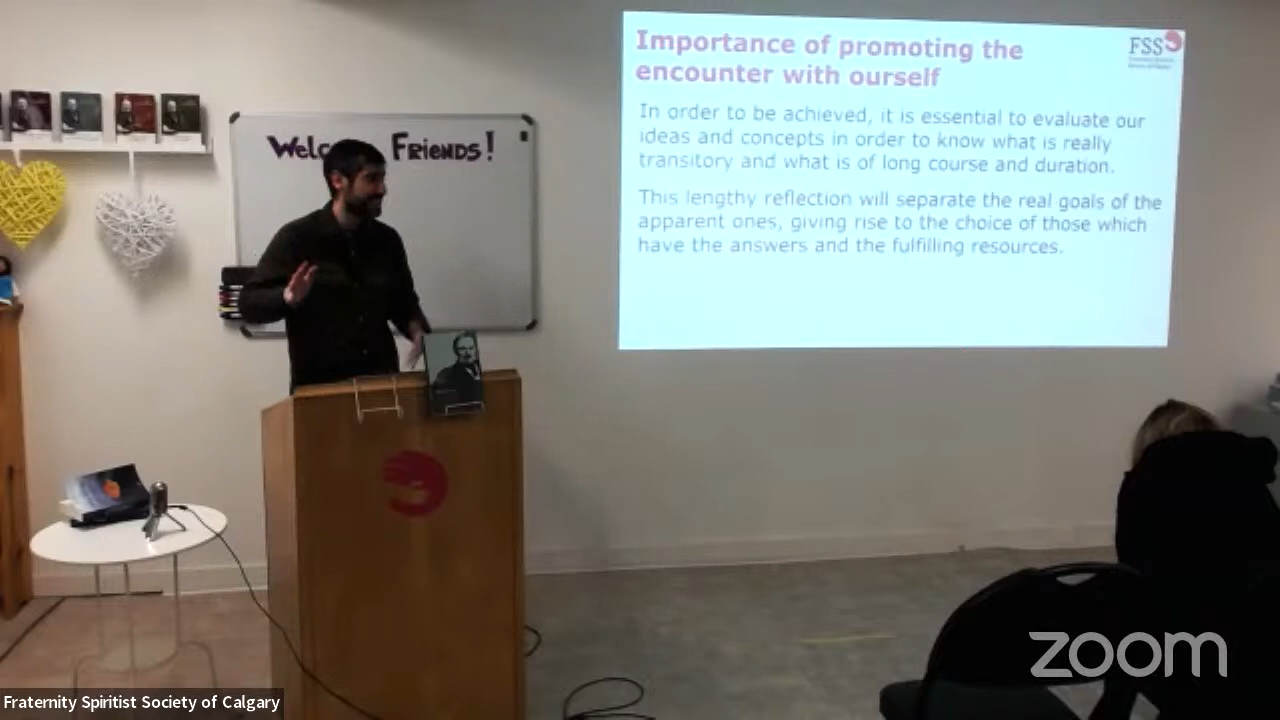 Welc Friends!
Importance of promoting the
encounter with ourself
FSS
In order to be achieved, it is essential to evaluate our
ideas and concepts in order to know what is really
transitory and what is of long course and duration.
This lengthy reflection will separate the real goals of the
apparent ones, giving rise to the choice of those which
have the answers and the fulfilling resources.
zoom
Fraternity Spiritist Society of Calgary